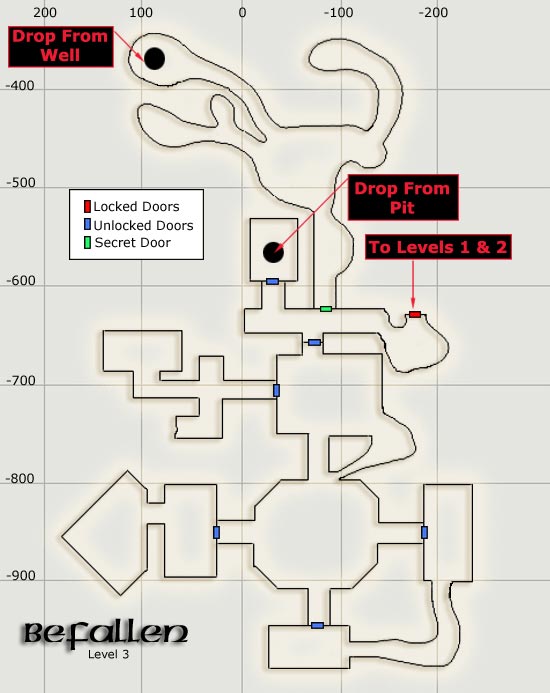 200 0 -100 -200
Drop From
Well
-400
-500
Drop From
Pit
Locked Doors
Unlocked Doors
Secret Door
To Levels 1 & 2
-600
-700
100
-800
-900
Befallen
Level 3